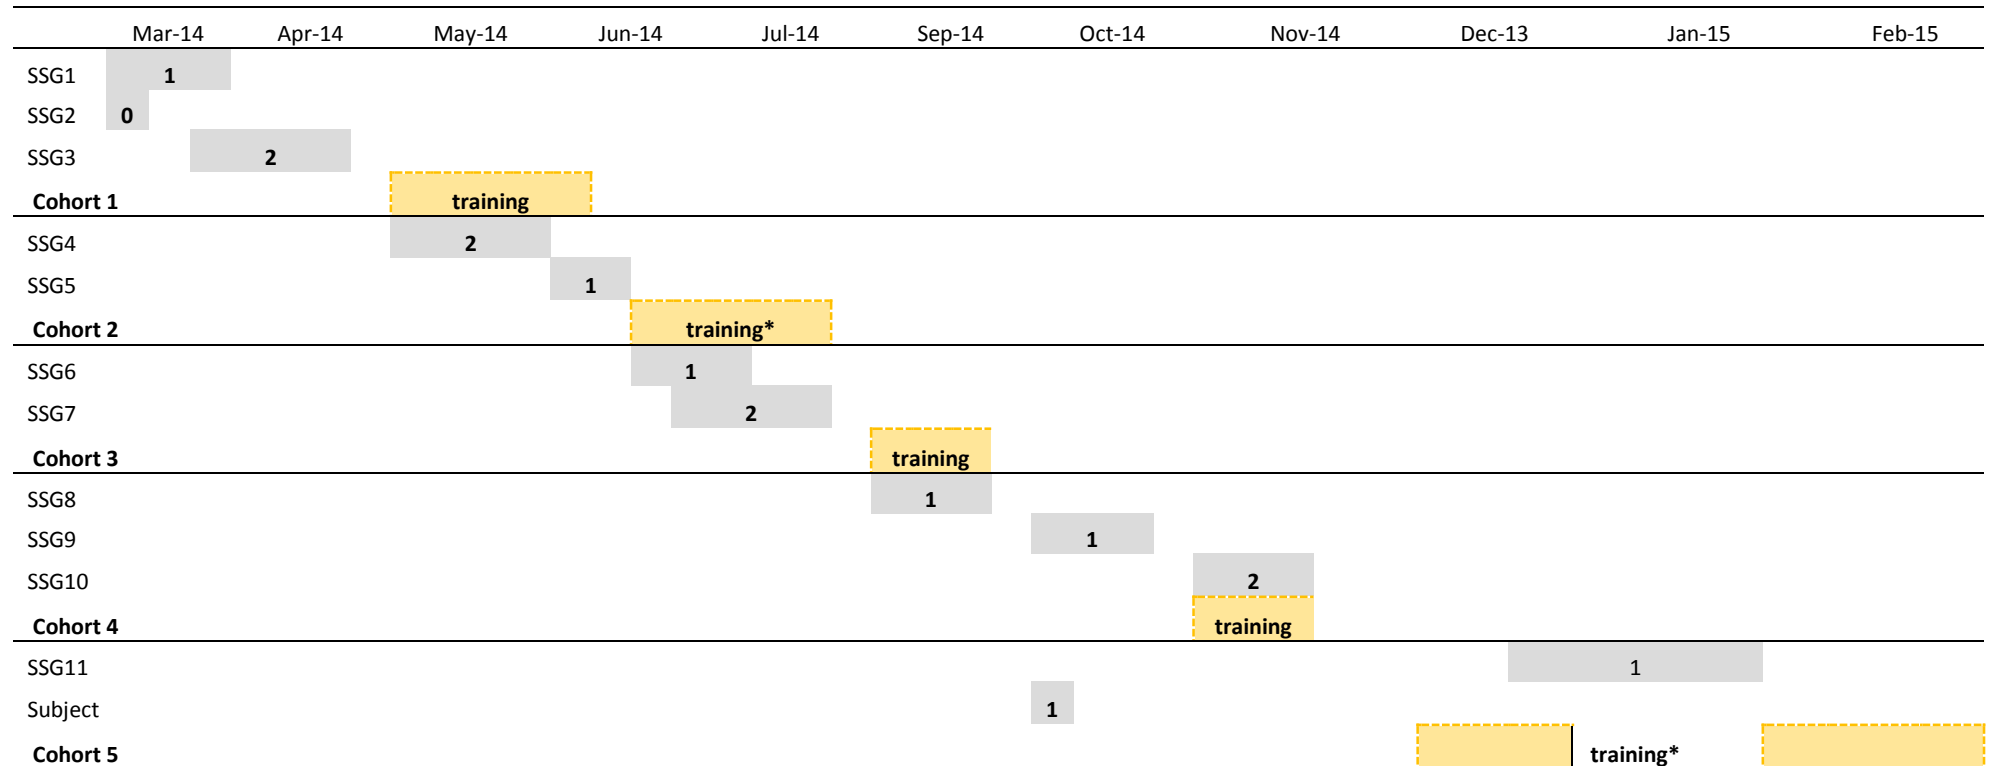 Mar-14 Apr-14 May-14 Jun-14 Jul-14 Sep-14 Oct-14 Nov-14 Dec-13 Jan-15 Feb-15
SSG1 1
SSG2 0
SSG3 2
Cohort 1 training
SSG4 2
SSG5 1
Cohort 2 training*
SSG6 1
SSG7 2
Cohort 3 training
SSG8 1
SSG9 1
SSG10 2
Cohort 4 training
SSG11 1
Subject 1
Cohort 5 training*